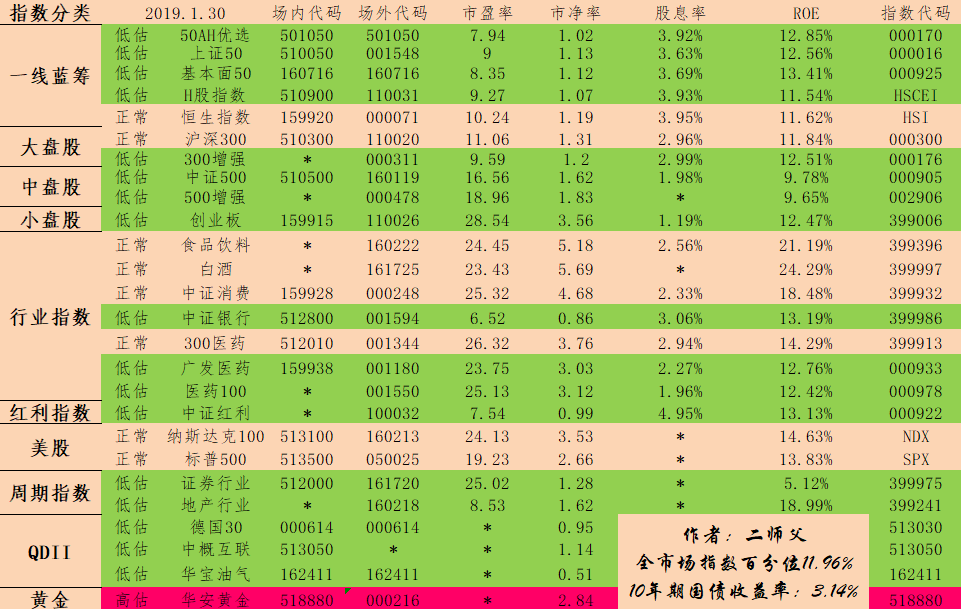 指数分类 2019.1.30 场内代码 场外代码 市盈率 市净率 股息率 ROE 指数代码
一线蓝筹
低估 50AH优选 501050 501050 7.94 1.02 3.92% 12.85% 000170
低估 上证50 510050 001548 9 1.13 3.63% 12.56% 000016
低估 基本面50 160716 160716 8.35 1.12 3.69% 13.41% 000925
低估 H股指数 510900 110031 9.27 1.07 3.93% 11.54% HSCEI
正常 恒生指数 159920 000071 10.24 1.19 3.95% 11.62% HSI
大盘股
正常 沪深300 510300 110020 11.06 1.31 2.96% 11.84% 000300
低估 300增强 * 000311 9.59 1.2 2.99% 12.51% 000176
中盘股
低估 中证500 510500 160119 16.56 1.62 1.98% 9.78% 000905
低估 500增强 * 000478 18.96 1.83 * 9.65% 002906
小盘股 低估 创业板 159915 110026 28.54 3.56 1.19% 12.47% 399006
行业指数
正常 食品饮料 * 160222 24.45 5.18 2.56% 21.19% 399396
正常 白酒 * 161725 23.43 5.69 * 24.29% 399997
正常 中证消费 159928 000248 25.32 4.68 2.33% 18.48% 399932
低估 中证银行 512800 001594 6.52 0.86 3.06% 13.19% 399986
正常 300医药 512010 001344 26.32 3.76 2.94% 14.29% 399913
低估 广发医药 159938 001180 23.75 3.03 2.27% 12.76% 000933
低估 医药100 * 001550 25.13 3.12 1.96% 12.42% 000978
红利指数 低估 中证红利 * 100032 7.54 0.99 4.95% 13.13% 000922
美股
正常 纳斯达克100 513100 160213 24.13 3.53 * 14.63% NDX
正常 标普500 513500 050025 19.23 2.66 * 13.83% SPX
周期指数
低估 证券行业 512000 161720 25.02 1.28 * 5.12% 399975
低估 地产行业 * 160218 8.53 1.62 * 18.99% 399241
QDII
低估 德国30 000614 000614 * 0.95 513030
低估 中概互联 513050 * * 1.14 513050
低估 华宝油气 162411 162411 * 0.51 162411
黄金 高估 华安黄金 518880 000216 * 2.84 518880
作者：二师父
全市场指数百分位11.96%
10年期国债收益率：3.14%